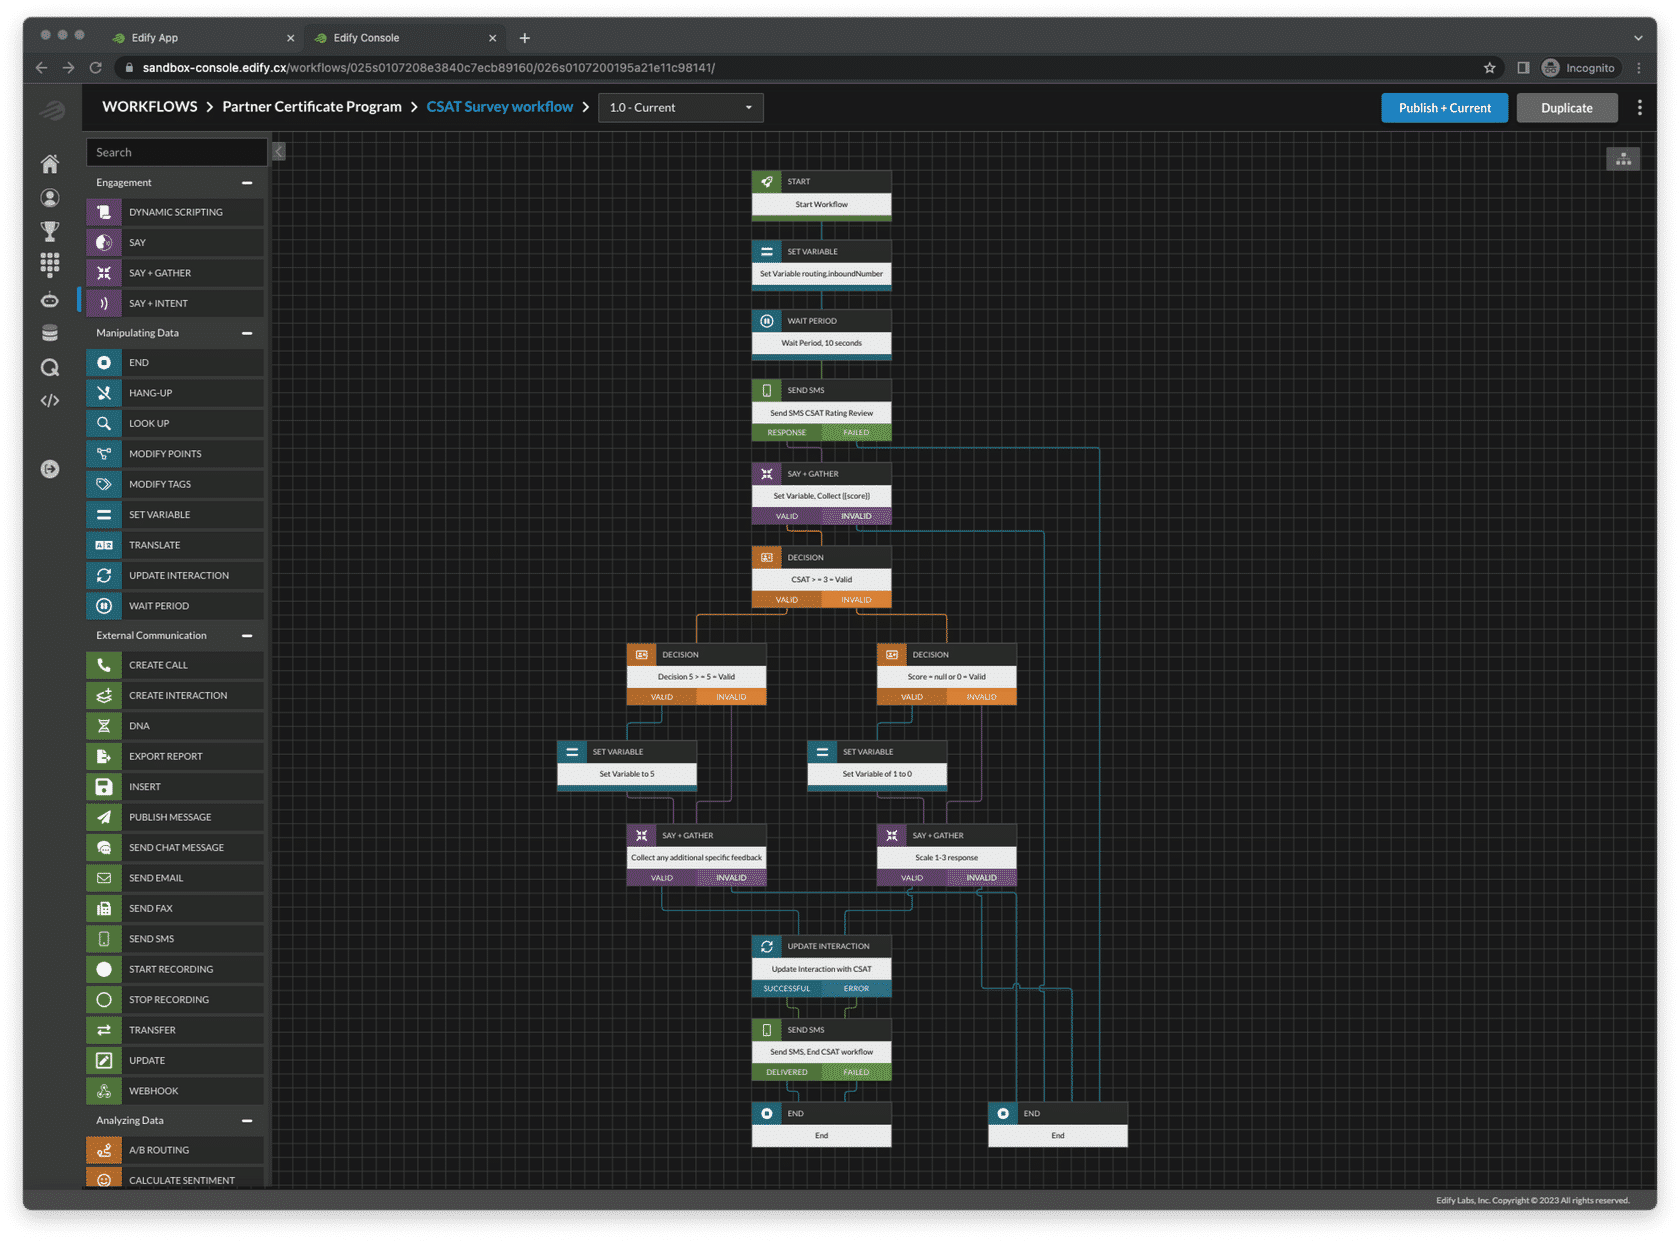 Edify App
Edify Console
sandbox-console.edify.cx/workflows/025s0107208e3840c7ecb89160/026s0107200195a21e11c98141/
Incognito
WORKFLOWS > Partner Certificate Program > CSAT Survey workflow > 1.0 - Current
Publish + Current
Duplicate
Search
Engagement
DYNAMIC SCRIPTING
SAY
SAY + GATHER
SAY + INTENT
Manipulating Data
END
HANG-UP
LOOK UP
MODIFY POINTS
MODIFY TAGS
SET VARIABLE
TRANSLATE
UPDATE INTERACTION
WAIT PERIOD
External Communication
CREATE CALL
CREATE INTERACTION
DNA
EXPORT REPORT
INSERT
PUBLISH MESSAGE
SEND CHAT MESSAGE
SEND EMAIL
SEND FAX
SEND SMS
START RECORDING
STOP RECORDING
TRANSFER
UPDATE
WEBHOOK
Analyzing Data
A/B ROUTING
CALCULATE SENTIMENT
START
Start Workflow
SET VARIABLE
Set Variable routing.inboundNumber
WAIT PERIOD
Wait Period, 10 seconds
SEND SMS
Send SMS CSAT Rating Review
RESPONSE FAILED
SAY + GATHER
Set Variable, Collect {{score}}
VALID INVALID
DECISION
CSAT > = 3 = Valid
VALID INVALID
DECISION
Decision 5 > = 5 = Valid
VALID INVALID
DECISION
Score = null or 0 = Valid
VALID INVALID
SET VARIABLE
Set Variable to 5
SET VARIABLE
Set Variable of 1 to 0
SAY + GATHER
Collect any additional specific feedback
VALID INVALID
SAY + GATHER
Scale 1-3 response
VALID INVALID
UPDATE INTERACTION
Update Interaction with CSAT
SUCCESSFUL ERROR
SEND SMS
Send SMS, End CSAT workflow
DELIVERED FAILED
END
End
END
End
Edify Labs, Inc. Copyright © 2023 All rights reserved.